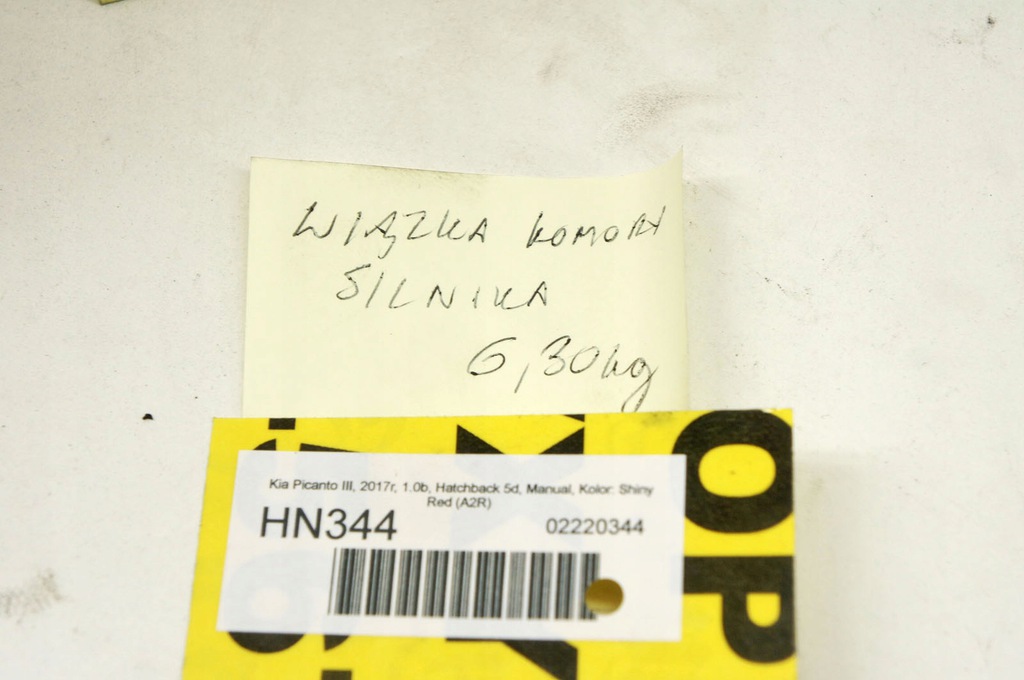 WIĄZKA KOMORY
SILNIKA
6,30kg
Kia Picanto III, 2017r, 1.0b, Hatchback 5d, Manual, Kolor: Shiny
Red (A2R)
HN344
02220344
OP